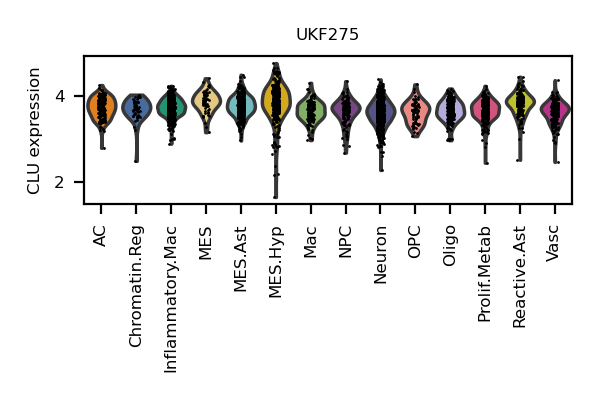 UKF275
CLU expression
4
2
AC
Chromatin.Reg
Inflammatory.Mac
MES
MES.Ast
MES.Hyp
Mac
NPC
Neuron
OPC
Oligo
Prolif.Metab
Reactive.Ast
Vasc